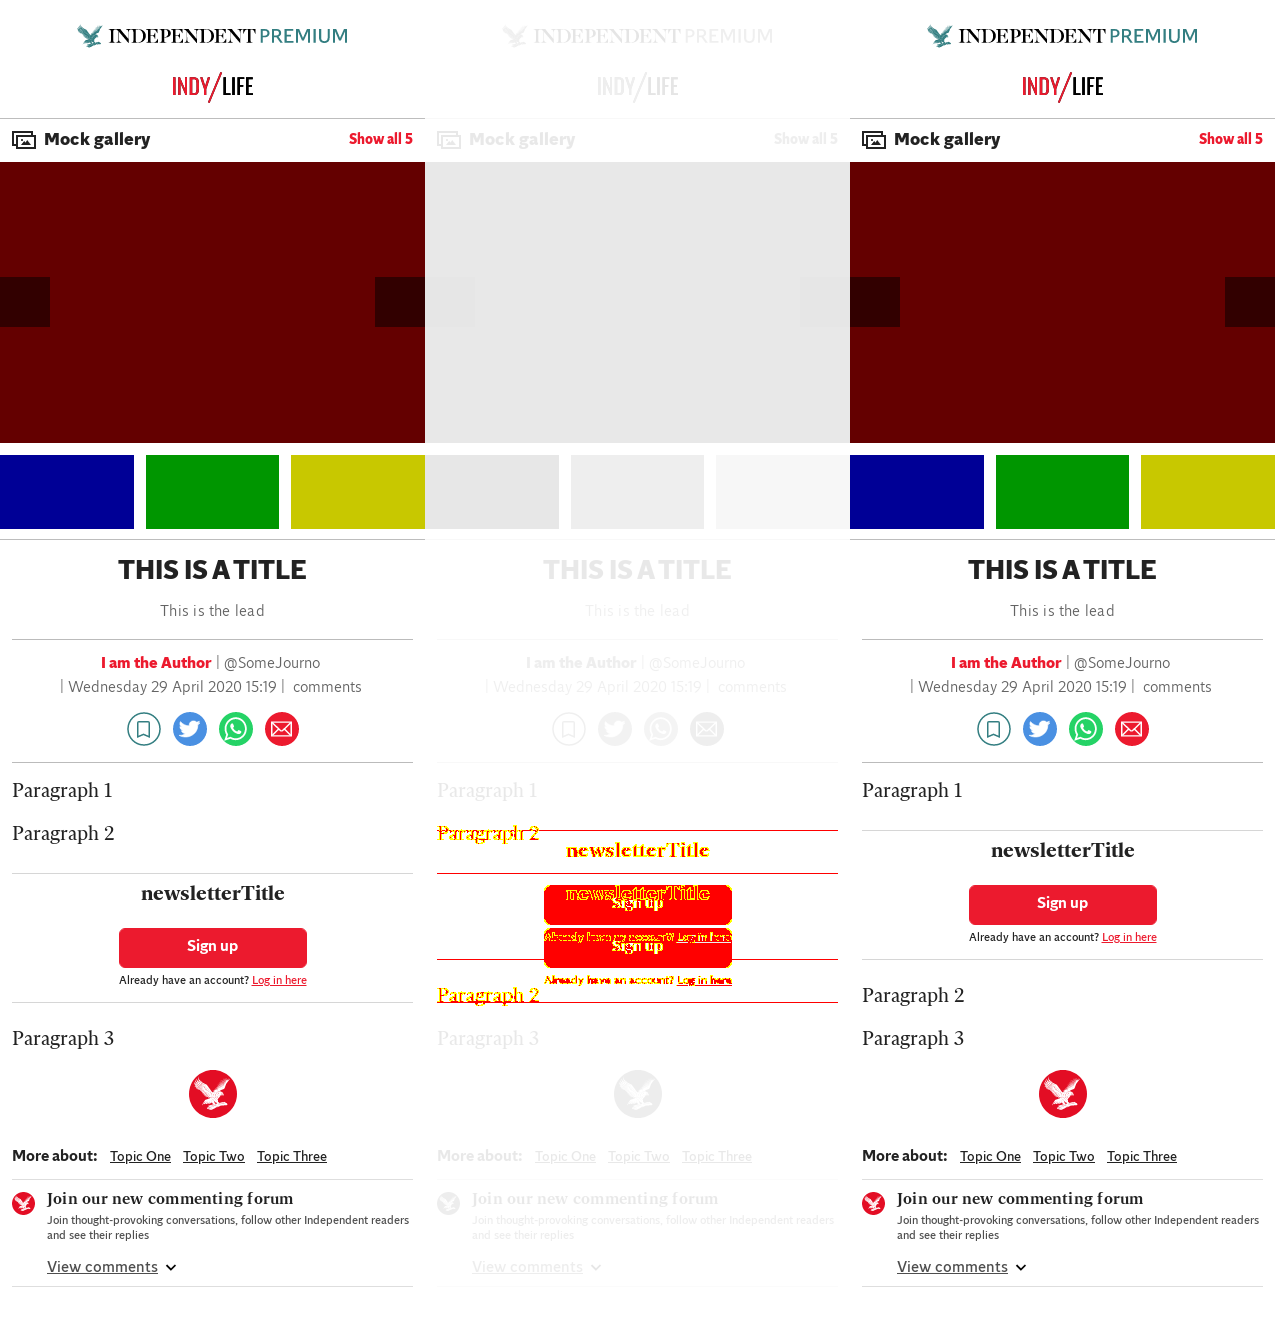 INDEPENDENT PREMIUM
INDY/LIFE
Mock gallery
Show all 5
THIS IS A TITLE
This is the lead
I am the Author | @SomeJourno
| Wednesday 29 April 2020 15:19 | comments
Paragraph 1
Paragraph 2
newsletterTitle
Sign up
Already have an account? Log in here
Paragraph 3
More about: Topic One Topic Two Topic Three
Join our new commenting forum
Join thought-provoking conversations, follow other Independent readers
and see their replies
View comments
INDEPENDENT PREMIUM
INDY/LIFE
Mock gallery
Show all 5
THIS IS A TITLE
This is the lead
I am the Author | @SomeJourno
| Wednesday 29 April 2020 15:19 | comments
Paragraph 1
Paragraph 2
newsletterTitle
newsletterTitle
Sign up
Already have an account? Log in here
Sign up
Already have an account? Log in here
Paragraph 2
Paragraph 3
More about: Topic One Topic Two Topic Three
Join our new commenting forum
Join thought-provoking conversations, follow other Independent readers
and see their replies
View comments
INDEPENDENT PREMIUM
INDY/LIFE
Mock gallery
Show all 5
THIS IS A TITLE
This is the lead
I am the Author | @SomeJourno
| Wednesday 29 April 2020 15:19 | comments
Paragraph 1
newsletterTitle
Sign up
Already have an account? Log in here
Paragraph 2
Paragraph 3
More about: Topic One Topic Two Topic Three
Join our new commenting forum
Join thought-provoking conversations, follow other Independent readers
and see their replies
View comments